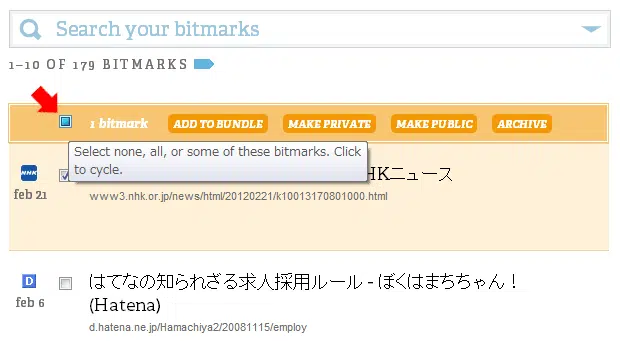 Search your bitmarks
1–10 OF 179 BITMARKS
1 bitmark ADD TO BUNDLE MAKE PRIVATE MAKE PUBLIC ARCHIVE
Select none, all, or some of these bitmarks. Click
to cycle.
NHK
HKニュース
feb 21
www3.nhk.or.jp/news/html/20120221/k10013170801000.html
D
はてなの知られざる求人採用ルール - ぼくはまちちゃん！
feb 6
(Hatena)
d.hatena.ne.jp/Hamachiya2/20081115/employ